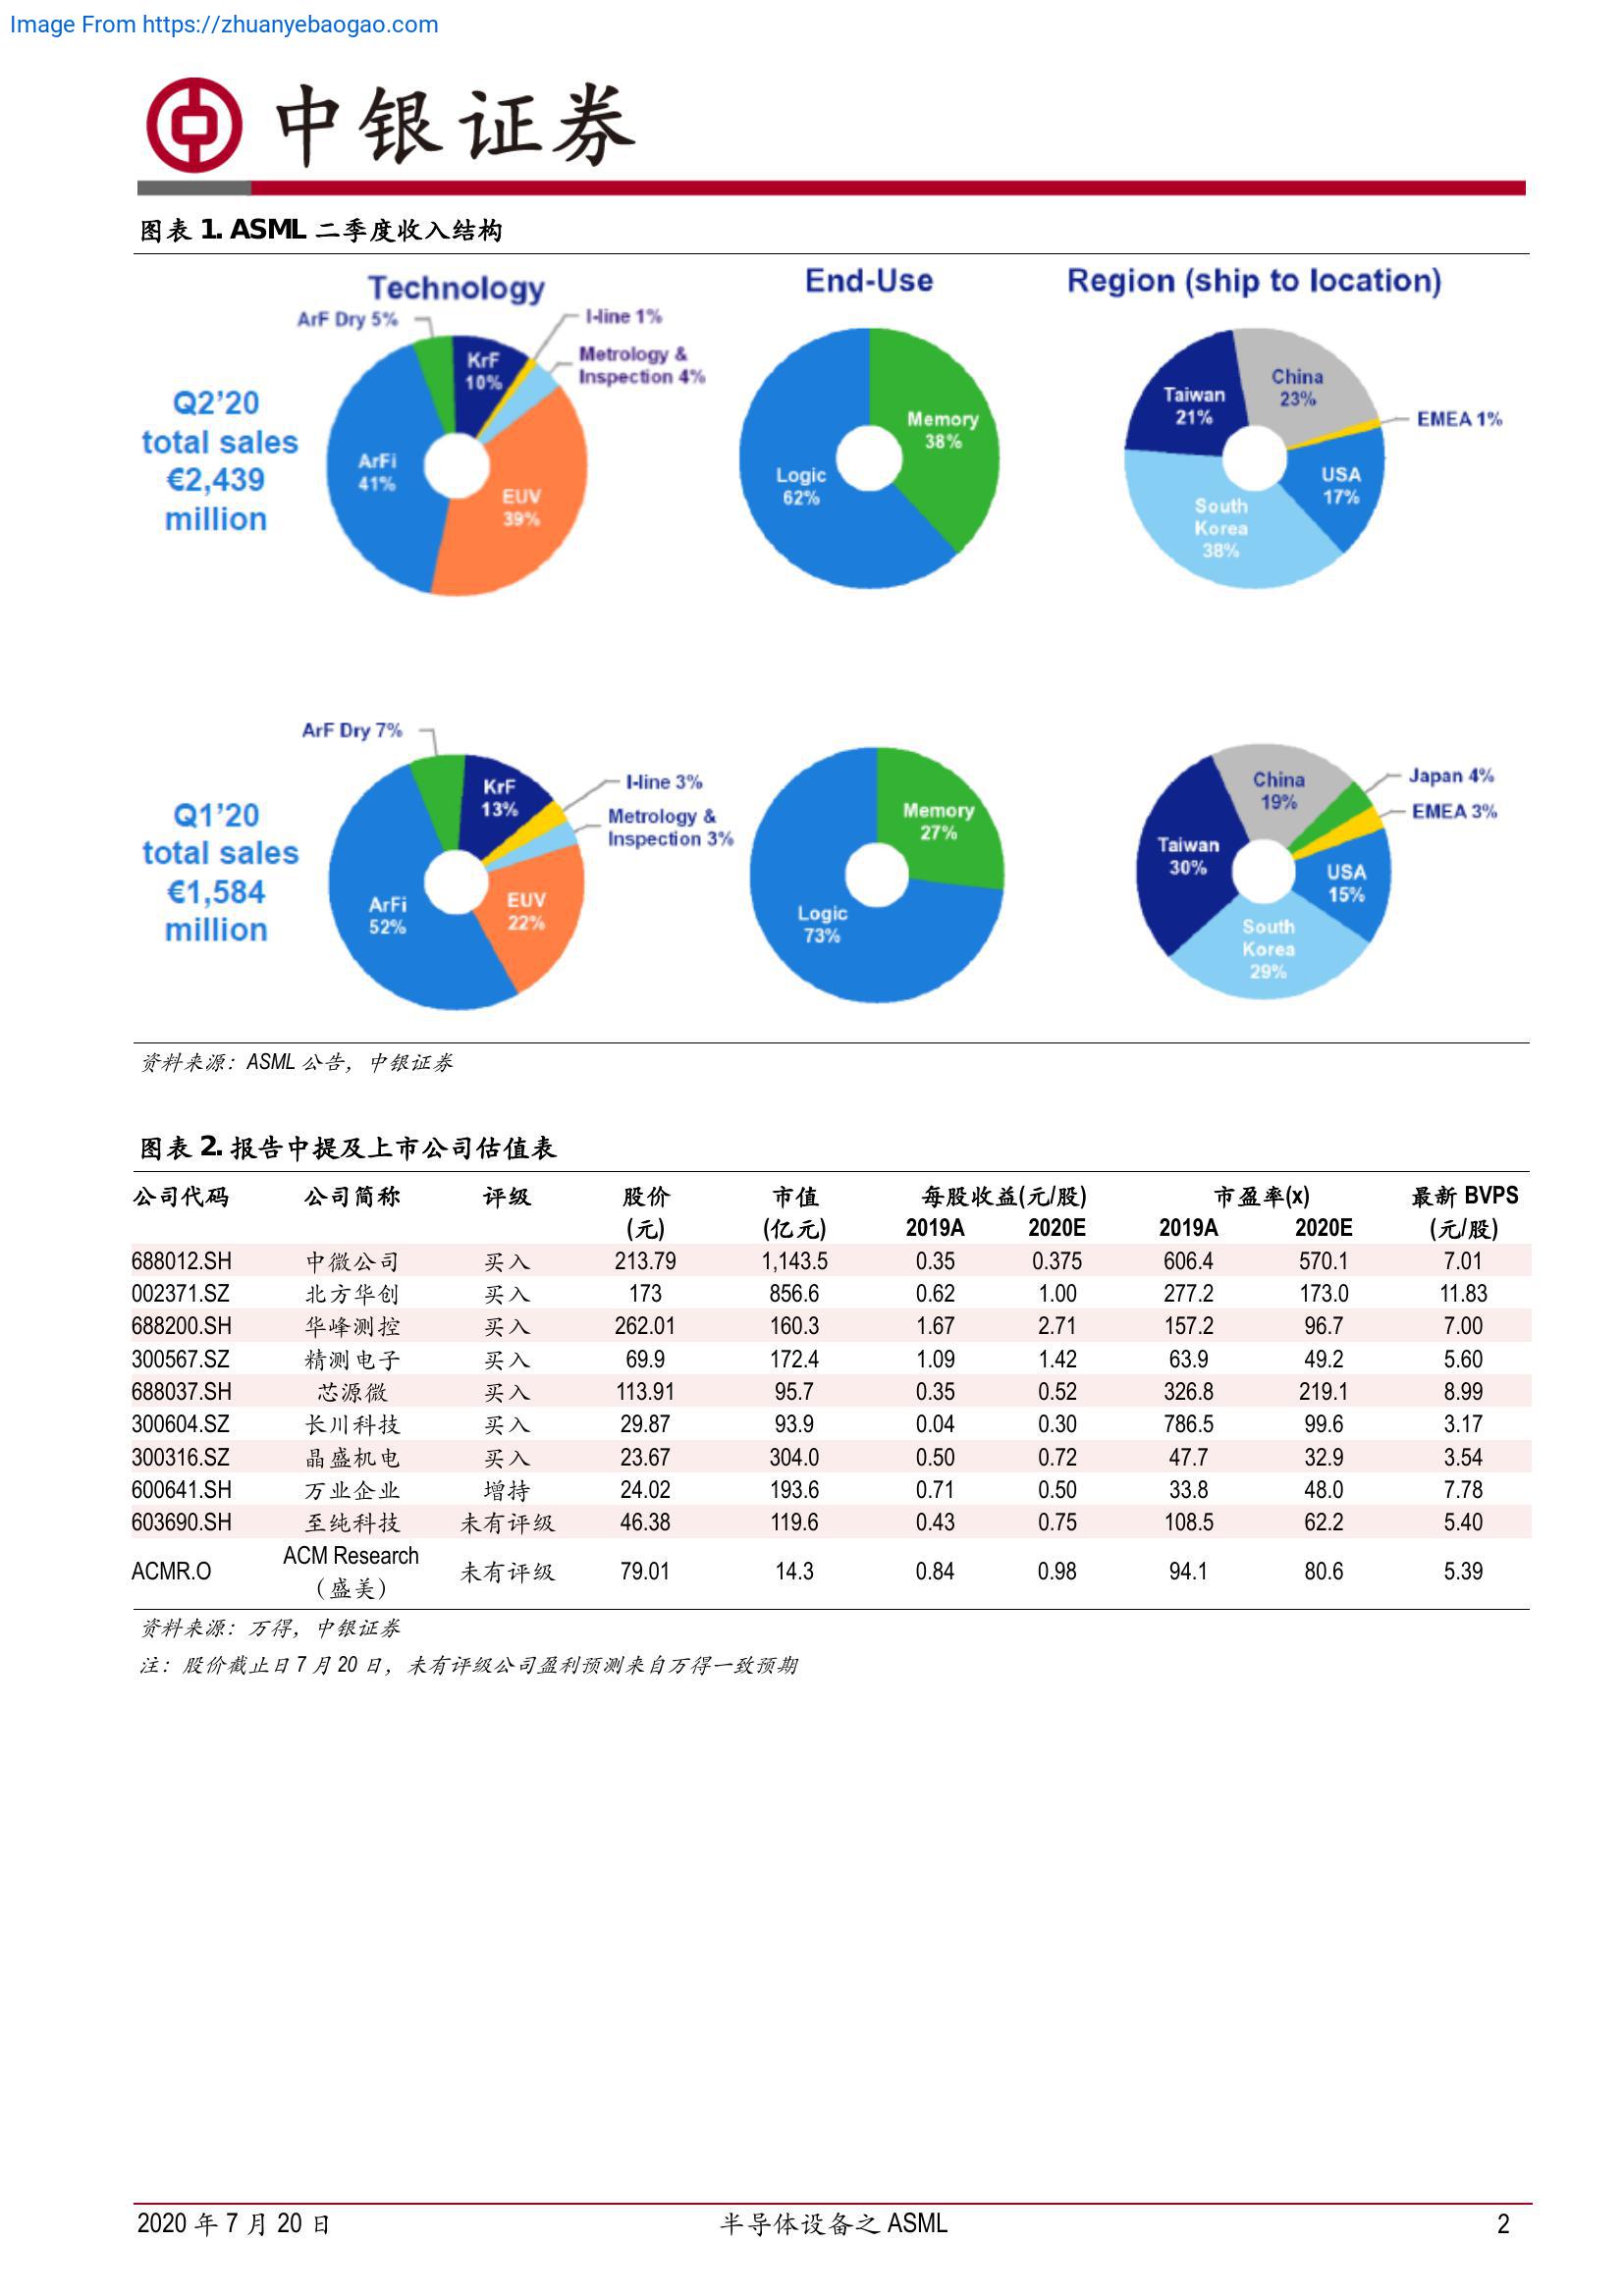 Image From https://zhuanyebaogao.com
中银证券
图表 1. ASML 二季度收入结构
Technology
End-Use
Region (ship to location)
Q2’20
total sales
€2,439
million
ArF Dry 5%
KrF
10%
I-line 1%
Metrology &
Inspection 4%
ArFi
41%
EUV
39%
Memory
38%
Logic
62%
Taiwan
21%
China
23%
EMEA 1%
USA
17%
South
Korea
38%
Q1’20
total sales
€1,584
million
ArF Dry 7%
KrF
13%
I-line 3%
Metrology &
Inspection 3%
ArFi
52%
EUV
22%
Memory
27%
Logic
73%
China
19%
Japan 4%
EMEA 3%
Taiwan
30%
USA
15%
South
Korea
29%
资料来源：ASML 公告，中银证券
图表 2. 报告中提及上市公司估值表
公司代码 公司简称 评级 股价 市值 每股收益(元/股) 市盈率(x) 最新 BVPS
(元) (亿元) 2019A 2020E 2019A 2020E (元/股)
688012.SH 中微公司 买入 213.79 1,143.5 0.35 0.375 606.4 570.1 7.01
002371.SZ 北方华创 买入 173 856.6 0.62 1.00 277.2 173.0 11.83
688200.SH 华峰测控 买入 262.01 160.3 1.67 2.71 157.2 96.7 7.00
300567.SZ 精测电子 买入 69.9 172.4 1.09 1.42 63.9 49.2 5.60
688037.SH 芯源微 买入 113.91 95.7 0.35 0.52 326.8 219.1 8.99
300604.SZ 长川科技 买入 29.87 93.9 0.04 0.30 786.5 99.6 3.17
300316.SZ 晶盛机电 买入 23.67 304.0 0.50 0.72 47.7 32.9 3.54
600641.SH 万业企业 增持 24.02 193.6 0.71 0.50 33.8 48.0 7.78
603690.SH 至纯科技 未有评级 46.38 119.6 0.43 0.75 108.5 62.2 5.40
ACM Research
ACMR.O 未有评级 79.01 14.3 0.84 0.98 94.1 80.6 5.39
（盛美）
资料来源：万得，中银证券
注：股价截止日 7 月 20 日，未有评级公司盈利预测来自万得一致预期
2020 年 7 月 20 日 半导体设备之 ASML 2